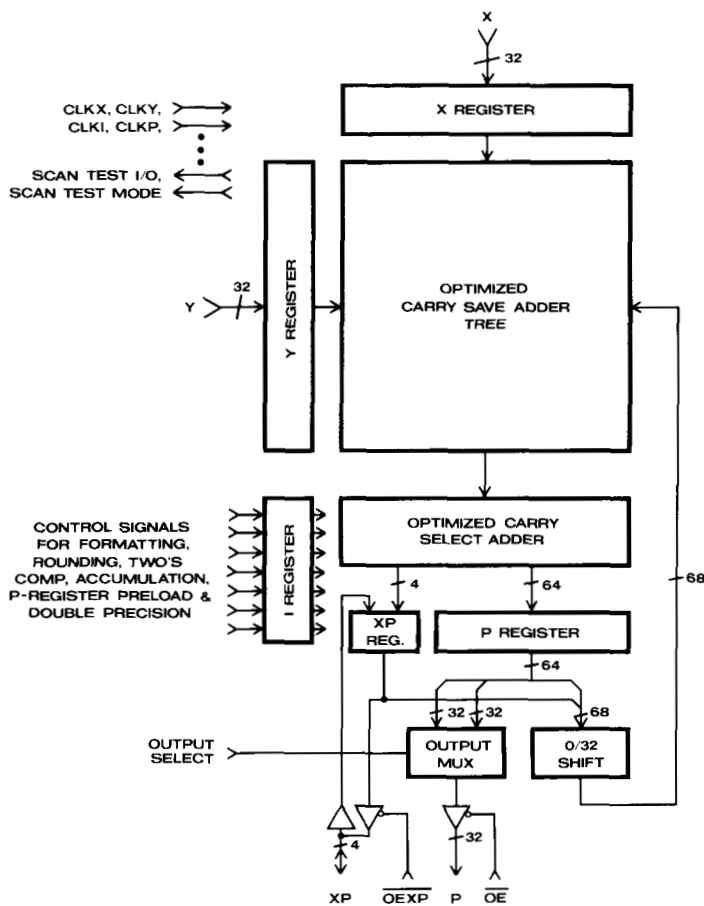 X
32
X REGISTER
CLKX, CLKY,
CLKI, CLKP,
SCAN TEST I/O,
SCAN TEST MODE
Y
32
Y REGISTER
OPTIMIZED
CARRY SAVE ADDER
TREE
CONTROL SIGNALS
FOR FORMATTING,
ROUNDING, TWO'S
COMP, ACCUMULATION,
P-REGISTER PRELOAD &
DOUBLE PRECISION
I REGISTER
OPTIMIZED CARRY
SELECT ADDER
68
4
64
XP
REG.
P REGISTER
64
32
32
68
OUTPUT
SELECT
OUTPUT
MUX
0/32
SHIFT
4
32
XP
OEXP
P
OE